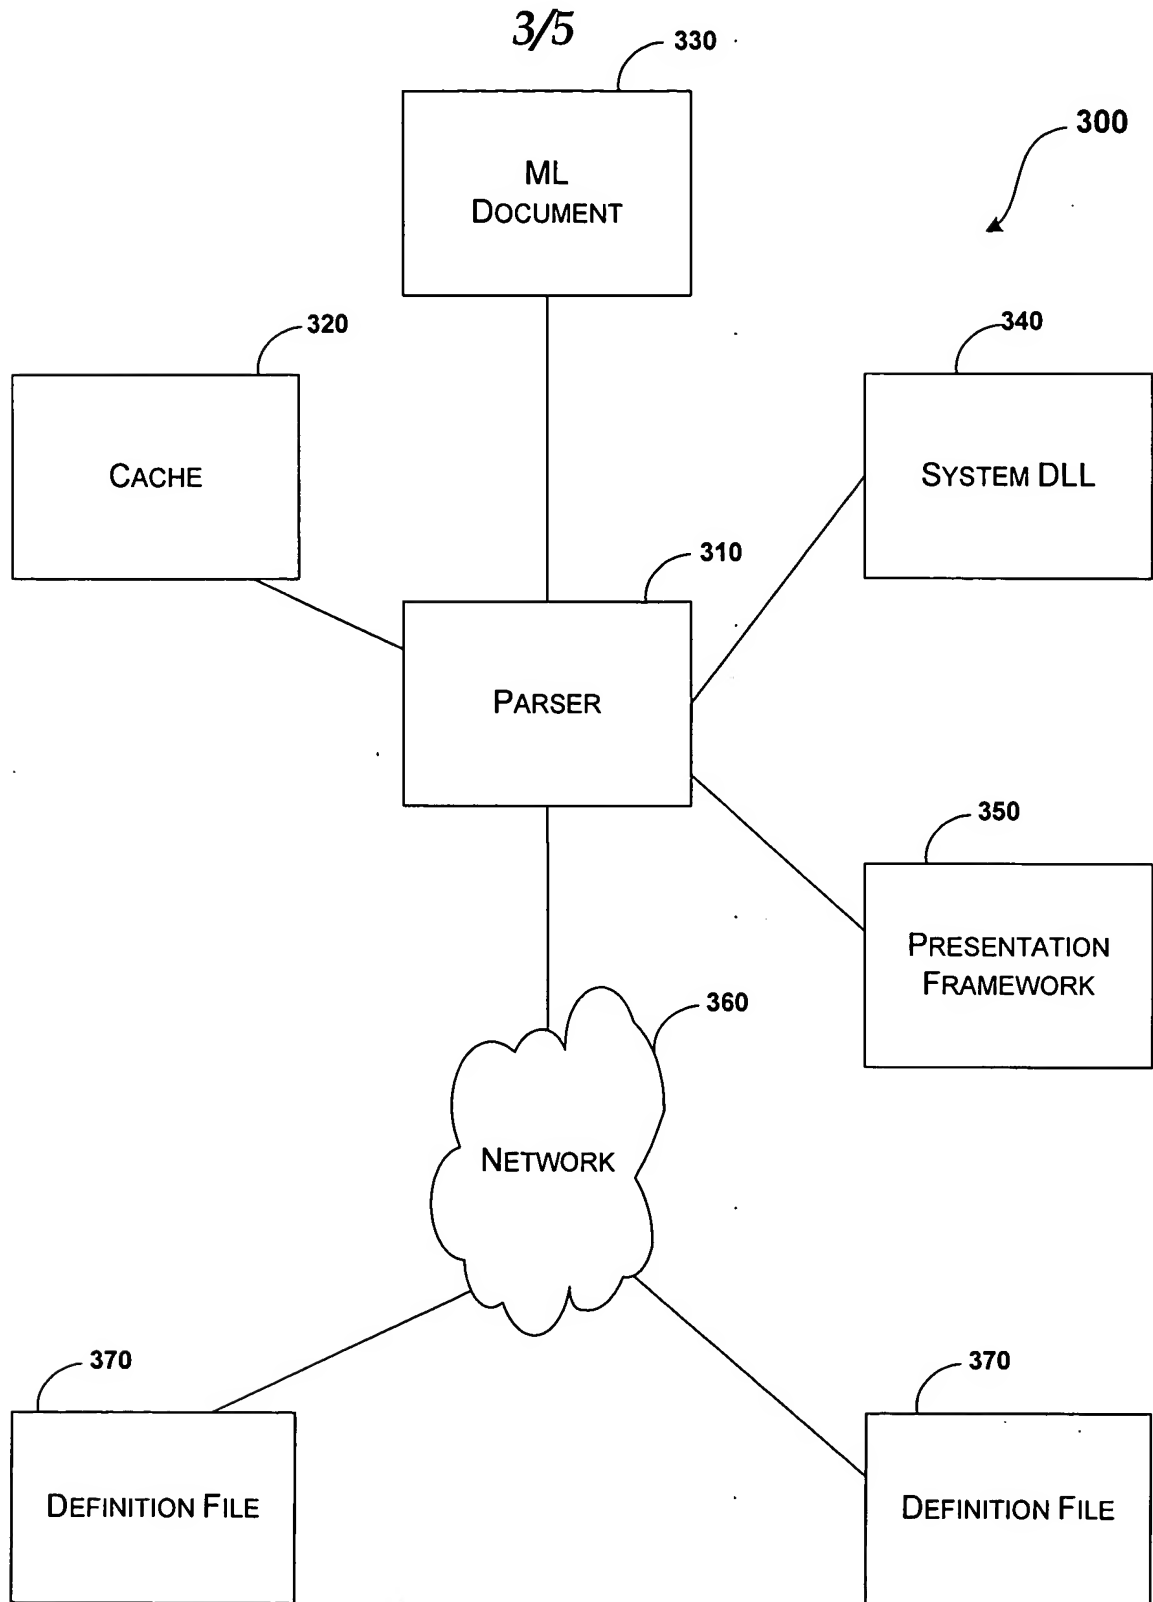 3/5
330
300
ML
DOCUMENT
320
340
CACHE
SYSTEM DLL
310
PARSER
350
PRESENTATION
FRAMEWORK
360
NETWORK
370
370
DEFINITION FILE
DEFINITION FILE